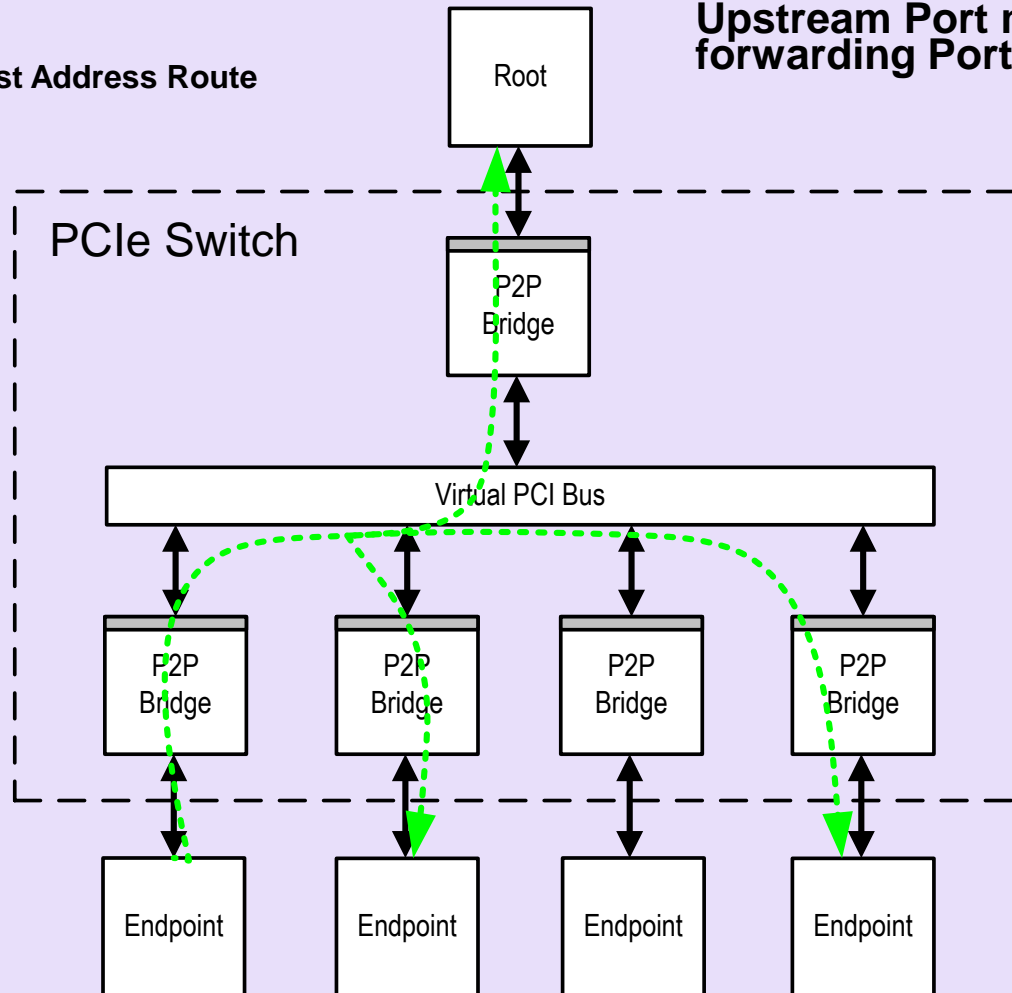 Upstream Port
forwarding Port
st Address Route
Root
PCIe Switch
P2P
Bridge
Virtual PCI Bus
P2P
Bridge
P2P
Bridge
P2P
Bridge
P2P
Bridge
Endpoint
Endpoint
Endpoint
Endpoint